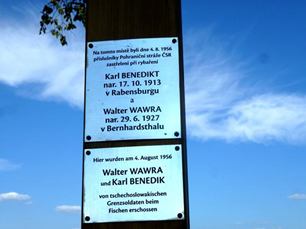 Na tomto místě byli dne 4. 8. 1956
příslušníky Pohraniční stráže ČSR
zastřeleni při rybaření
Karl BENEDIKT
nar. 17. 10. 1913
v Rabensburgu
a
Walter WAWRA
nar. 29. 6. 1927
v Bernhardsthalu
Hier wurden am 4. August 1956
Walter WAWRA
und Karl BENEDIK
von tschechoslowakischen
Grenzsoldaten beim
Fischen erschossen